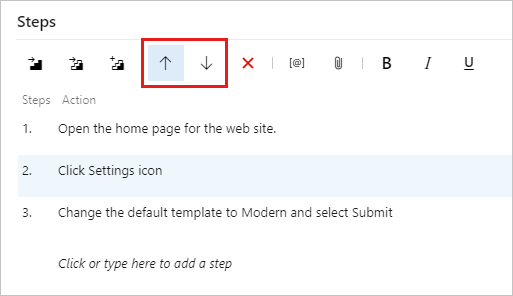 Steps
[@] B I U
Steps Action
1. Open the home page for the web site.
2. Click Settings icon
3. Change the default template to Modern and select Submit
Click or type here to add a step